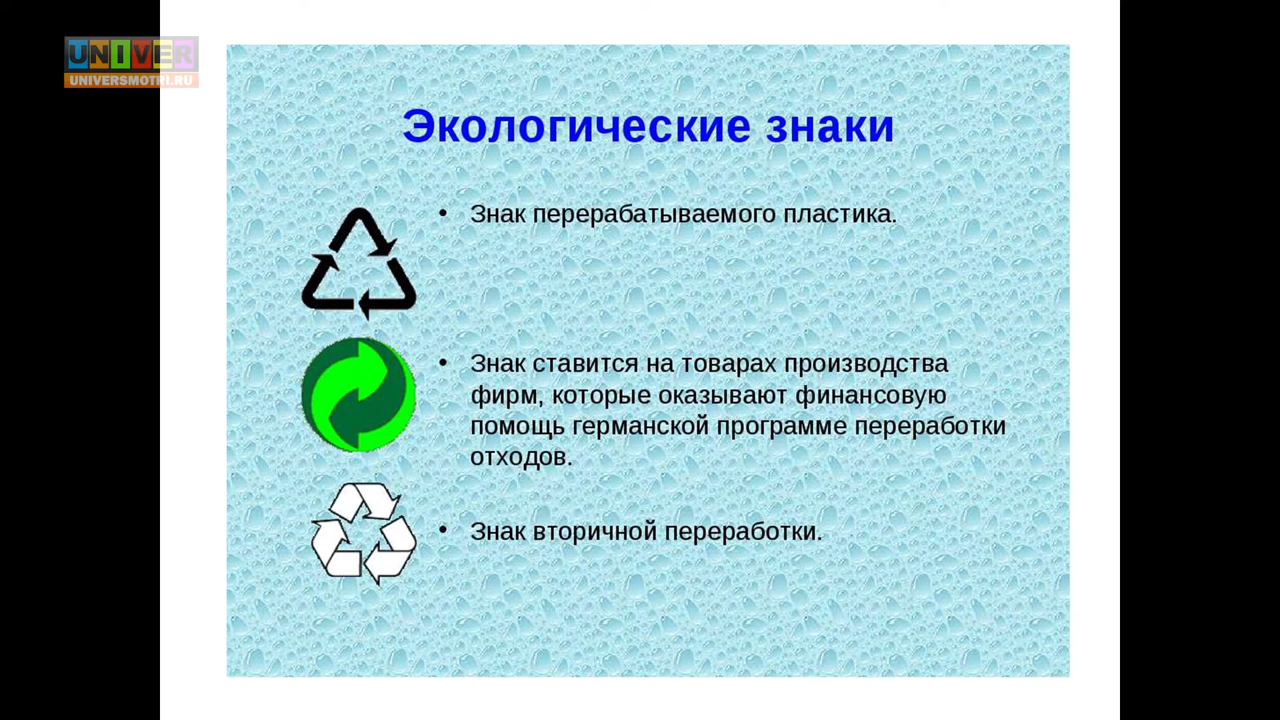 UNIVER
UNIVERSMOTRI.RU
Экологические знаки
• Знак перерабатываемого пластика.
• Знак ставится на товарах производства
фирм, которые оказывают финансовую
помощь германской программе переработки
отходов.
• Знак вторичной переработки.